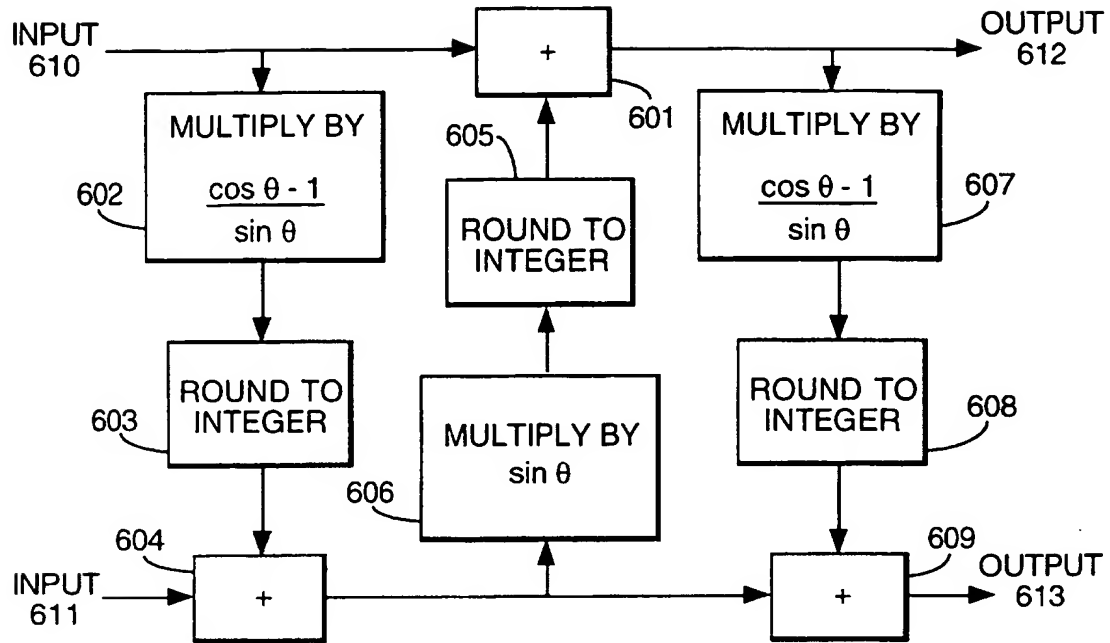 INPUT
610
+
601
OUTPUT
612
MULTIPLY BY
cos θ - 1
sin θ
602
605
ROUND TO
INTEGER
MULTIPLY BY
cos θ - 1
sin θ
607
ROUND TO
INTEGER
603
MULTIPLY BY
sin θ
606
ROUND TO
INTEGER
608
604
INPUT
611
+
+
609
OUTPUT
613